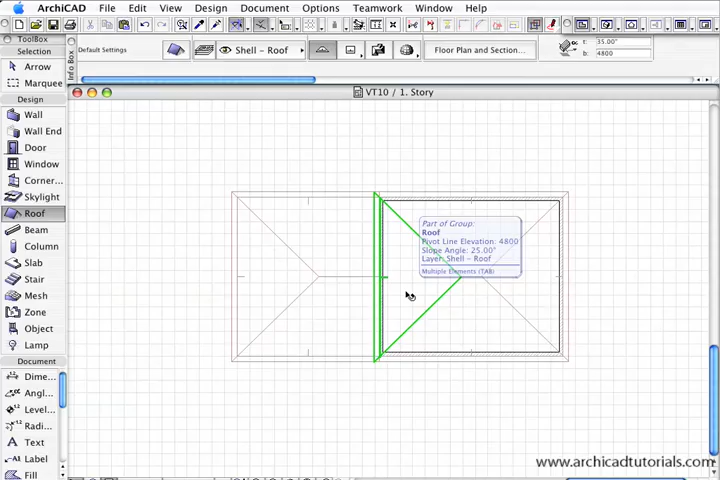 ArchiCAD File Edit View Design Document Options Teamwork Window Help
ToolBox
Selection
Arrow
Marquee
Design
Wall
Wall End
Door
Window
Corner...
Skylight
Roof
Beam
Column
Slab
Stair
Mesh
Zone
Object
Lamp
Document
Dime...
Angl...
Level...
Radi...
Text
Label
Fill
Info Box
Default Settings
Shell - Roof
Floor Plan and Section...
t: 35.00°
b: 4800
VT10 / 1. Story
Part of Group:
Roof
Pivot Line Elevation: 4800
Slope Angle: 25.00°
Layer: Shell - Roof
Multiple Elements (TAB)
www.archicadtutorials.com